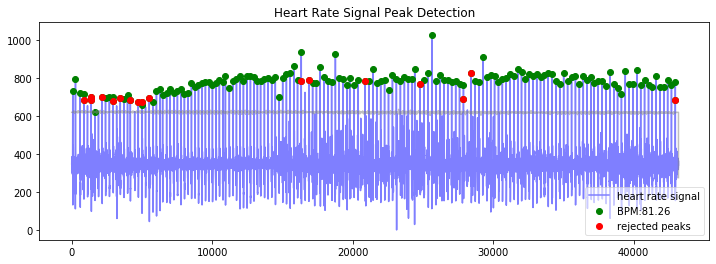 Heart Rate Signal Peak Detection
1000
800
600
400
200
0
heart rate signal
BPM:81.26
rejected peaks
0
10000
20000
30000
40000